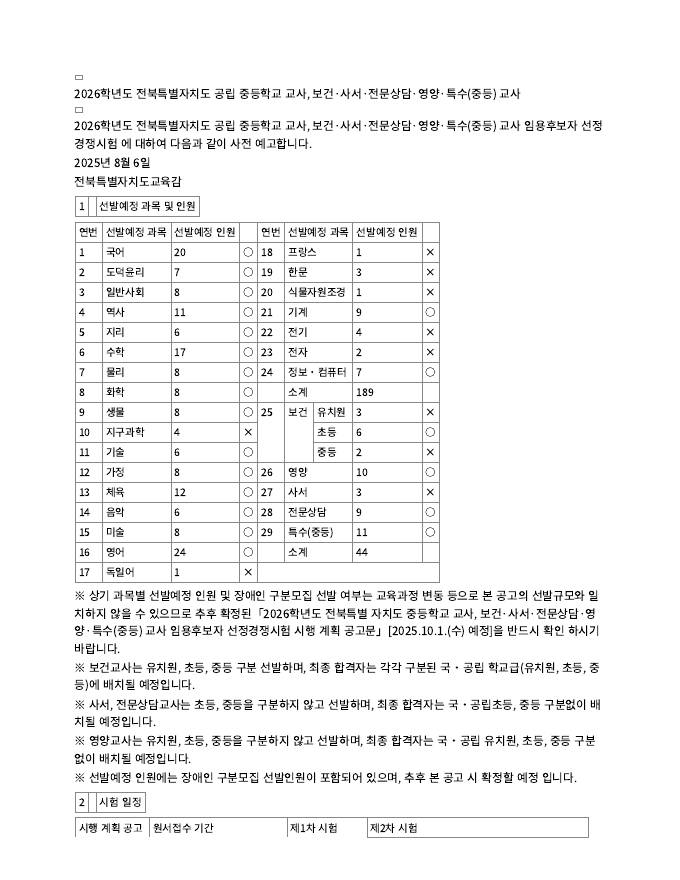 2026학년도 전북특별자치도 공립 중등학교 교사, 보건·사서·전문상담·영양·특수(중등) 교사
2026학년도 전북특별자치도 공립 중등학교 교사, 보건·사서·전문상담·영양·특수(중등) 교사 임용후보자 선정
경쟁시험 에 대하여 다음과 같이 사전 예고합니다.
2025년 8월 6일
전북특별자치도교육감
1 선발예정 과목 및 인원
연번 선발예정 과목 선발예정 인원 연번 선발예정 과목 선발예정 인원
1 국어 20 ○ 18 프랑스 1 ×
2 도덕윤리 7 ○ 19 한문 3 ×
3 일반사회 8 ○ 20 식물자원조경 1 ×
4 역사 11 ○ 21 기계 9 ○
5 지리 6 ○ 22 전기 4 ×
6 수학 17 ○ 23 전자 2 ×
7 물리 8 ○ 24 정보・컴퓨터 7 ○
8 화학 8 ○ 소계 189
9 생물 8 ○ 25 보건 유치원 3 ×
10 지구과학 4 × 초등 6 ○
11 기술 6 ○ 중등 2 ×
12 가정 8 ○ 26 영양 10 ○
13 체육 12 ○ 27 사서 3 ×
14 음악 6 ○ 28 전문상담 9 ○
15 미술 8 ○ 29 특수(중등) 11 ○
16 영어 24 ○ 소계 44
17 독일어 1 ×
※ 상기 과목별 선발예정 인원 및 장애인 구분모집 선발 여부는 교육과정 변동 등으로 본 공고의 선발규모와 일
치하지 않을 수 있으므로 추후 확정된「2026학년도 전북특별 자치도 중등학교 교사, 보건·사서·전문상담·영
양·특수(중등) 교사 임용후보자 선정경쟁시험 시행 계획 공고문」[2025.10.1.(수) 예정]을 반드시 확인 하시기
바랍니다.
※ 보건교사는 유치원, 초등, 중등 구분 선발하며, 최종 합격자는 각각 구분된 국・공립 학교급(유치원, 초등, 중
등)에 배치될 예정입니다.
※ 사서, 전문상담교사는 초등, 중등을 구분하지 않고 선발하며, 최종 합격자는 국・공립초등, 중등 구분없이 배
치될 예정입니다.
※ 영양교사는 유치원, 초등, 중등을 구분하지 않고 선발하며, 최종 합격자는 국・공립 유치원, 초등, 중등 구분
없이 배치될 예정입니다.
※ 선발예정 인원에는 장애인 구분모집 선발인원이 포함되어 있으며, 추후 본 공고 시 확정할 예정 입니다.
2 시험 일정
시행 계획 공고 원서접수 기간 제1차 시험 제2차 시험